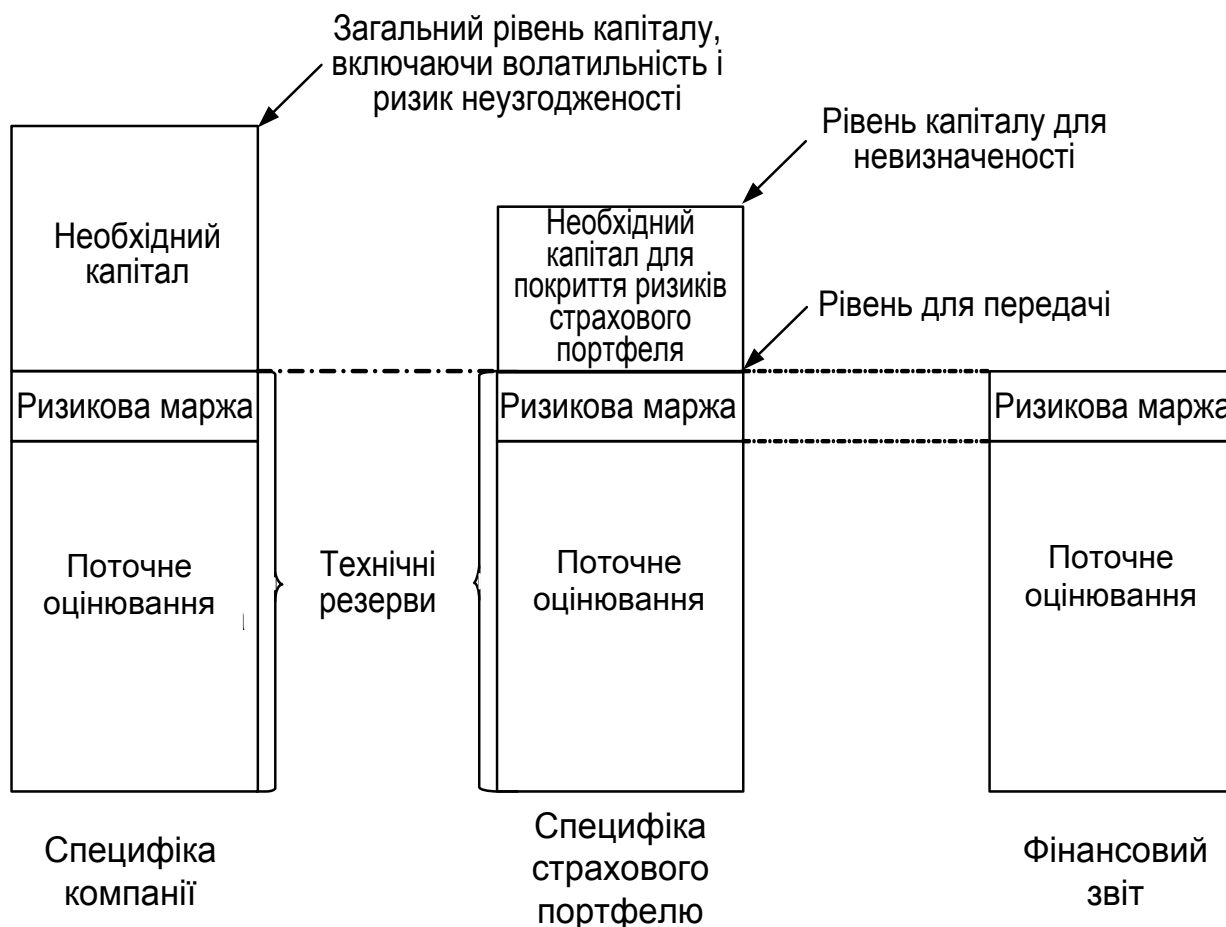 Загальний рівень капіталу,
включаючи волатильність і
ризик неузгодженості
Рівень капіталу для
невизначеності
Необхідний
капітал
Необхідний
капітал для
покриття ризиків
страхового
портфеля
Рівень для передачі
Ризикова маржа
Ризикова маржа
Ризикова маржа
Поточне
оцінювання
Технічні
резерви
Поточне
оцінювання
Поточне
оцінювання
Специфіка
компанії
Специфіка
страхового
портфелю
Фінансовий
звіт